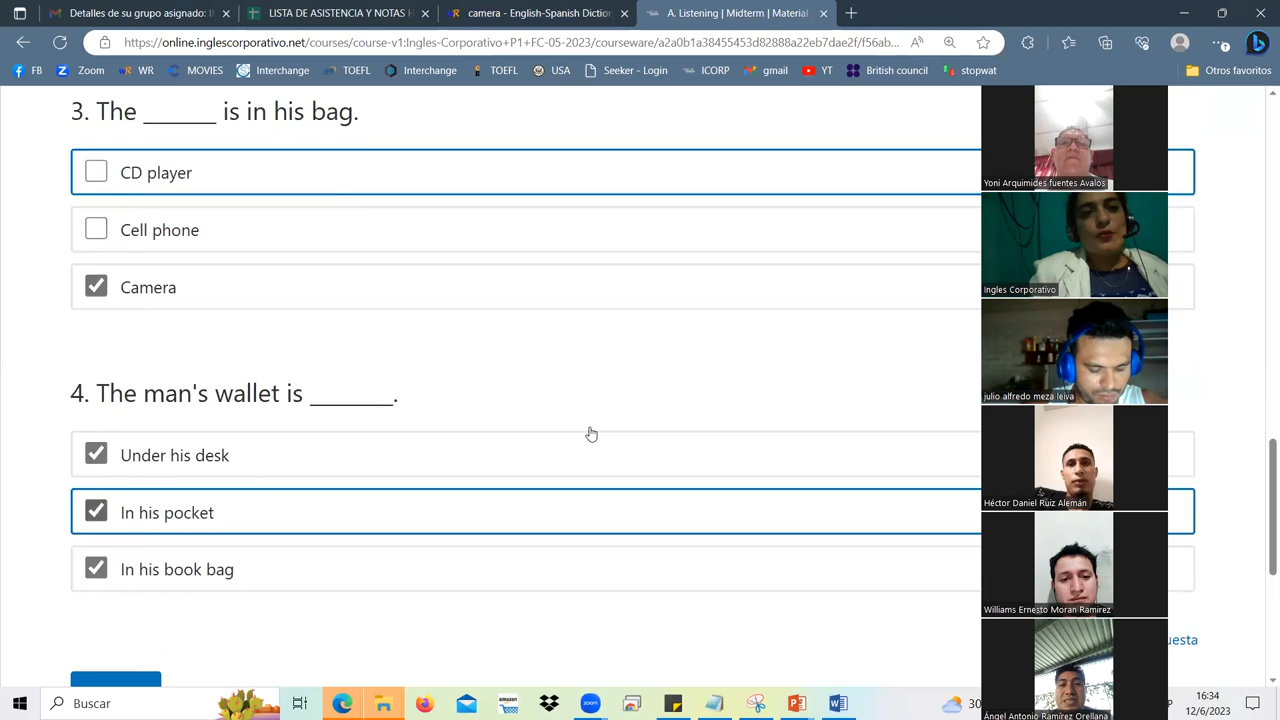 Detalles de su grupo asignado: I
LISTA DE ASISTENCIA Y NOTAS H
camera - English-Spanish Diction
A. Listening | Midterm | Material
https://online.inglescorporativo.net/courses/course-v1:Ingles-Corporativo+P1+FC-05-2023/courseware/a2a0b1a38455453d82888a22eb7dae2f/f56ab...
FB
Zoom
WR
MOVIES
Interchange
TOEFL
Interchange
TOEFL
USA
Seeker - Login
ICORP
gmail
YT
British council
stopwat
Otros favoritos
3. The _______ is in his bag.
CD player
Cell phone
Camera
4. The man's wallet is ________.
Under his desk
In his pocket
In his book bag
uesta
Yoni Arquimides fuentes Avalos
Ingles Corporativo
julio alfredo meza leiva
Héctor Daniel Ruiz Alemán
Williams Ernesto Moran Ramirez
Ángel Antonio Ramírez Orellana
Buscar
amazon
zoom
30
16:34
12/6/2023